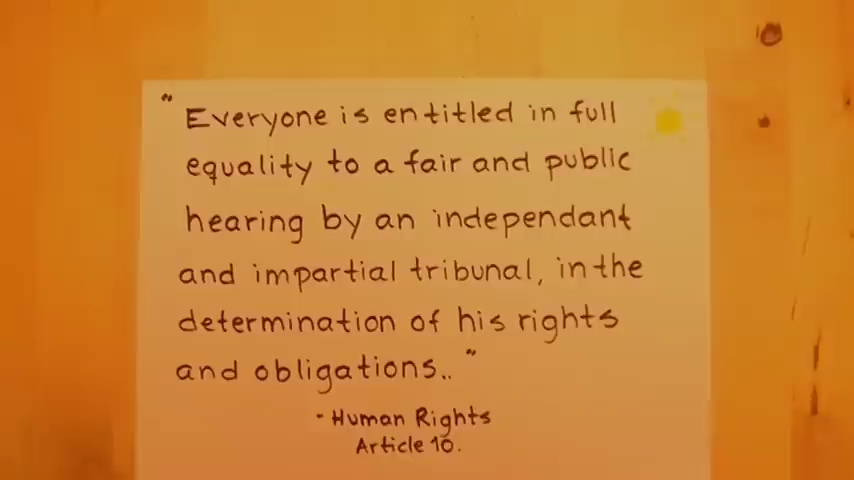 " Everyone is entitled in full
equality to a fair and public
hearing by an independant
and impartial tribunal, in the
determination of his rights
and obligations.. "
- Human Rights
Article 10.